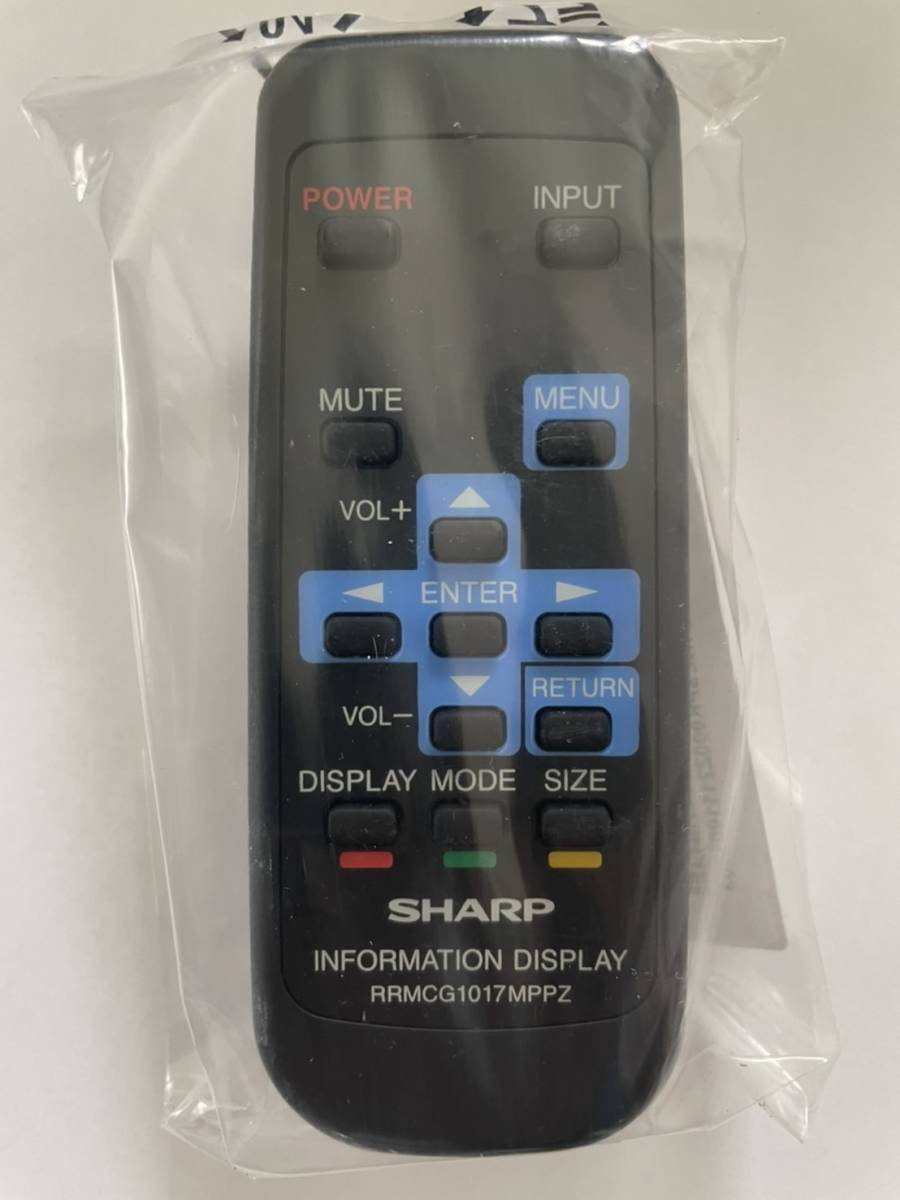 POWER INPUT
MUTE MENU
VOL+
ENTER
RETURN
VOL−
DISPLAY MODE SIZE
SHARP
INFORMATION DISPLAY
RRMCG1017MPPZ